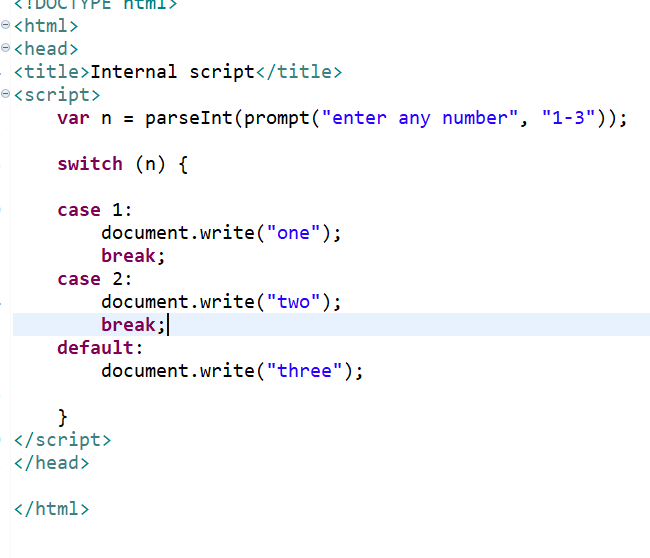 <!DOCTYPE html>
<html>
<head>
<title>Internal script</title>
<script>
    var n = parseInt(prompt("enter any number", "1-3"));

    switch (n) {

    case 1:
        document.write("one");
        break;
    case 2:
        document.write("two");
        break;
    default:
        document.write("three");

    }
</script>
</head>

</html>